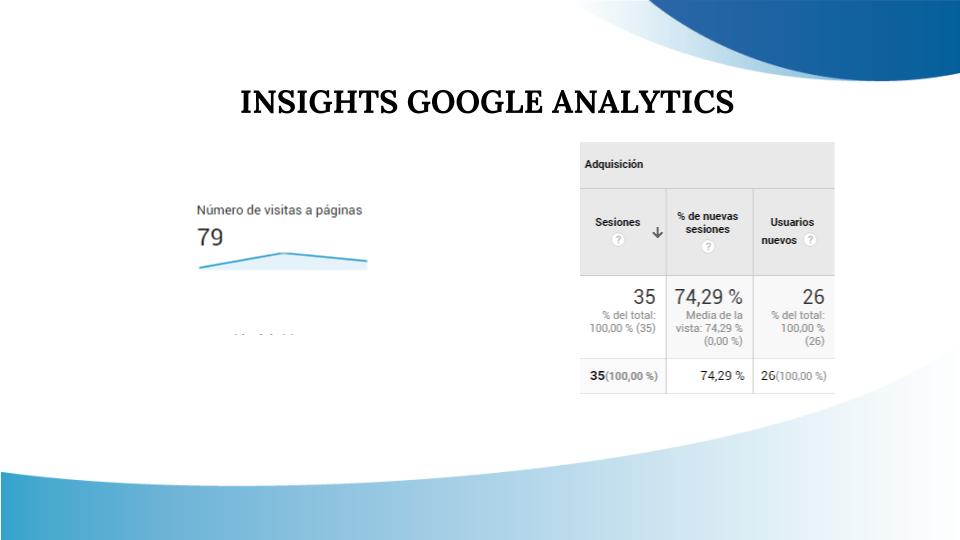 INSIGHTS GOOGLE ANALYTICS
Número de visitas a páginas
79
Adquisición
Sesiones
?
% de nuevas
sesiones
?
Usuarios
nuevos ?
35
% del total:
100,00 % (35)
74,29 %
Media de la
vista: 74,29 %
(0,00 %)
26
% del total:
100,00 %
(26)
35(100,00 %)
74,29 %
26(100,00 %)